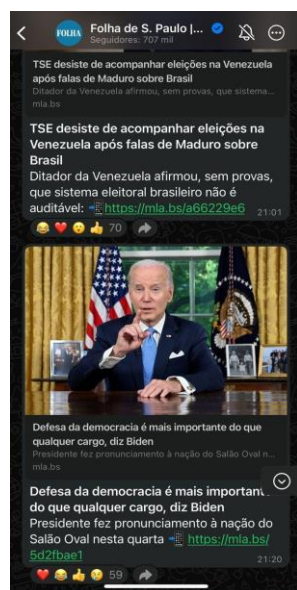 FOLHA
Folha de S. Paulo |...
Seguidores: 707 mil
TSE desiste de acompanhar eleições na
Venezuela após falas de Maduro sobre Brasil
Ditador da Venezuela afirmou, sem provas, que sistema...
mla.bs
TSE desiste de acompanhar eleições na
Venezuela após falas de Maduro sobre
Brasil
Ditador da Venezuela afirmou, sem provas,
que sistema eleitoral brasileiro não é
auditável: https://mla.bs/a66229e6 21:01
70
Defesa da democracia é mais importante do que
qualquer cargo, diz Biden
Presidente fez pronunciamento à nação do Salão Oval n...
mla.bs
Defesa da democracia é mais importan...
do que qualquer cargo, diz Biden
Presidente fez pronunciamento à nação do
Salão Oval nesta quarta https://mla.bs/
5d2fbae1 21:20
59